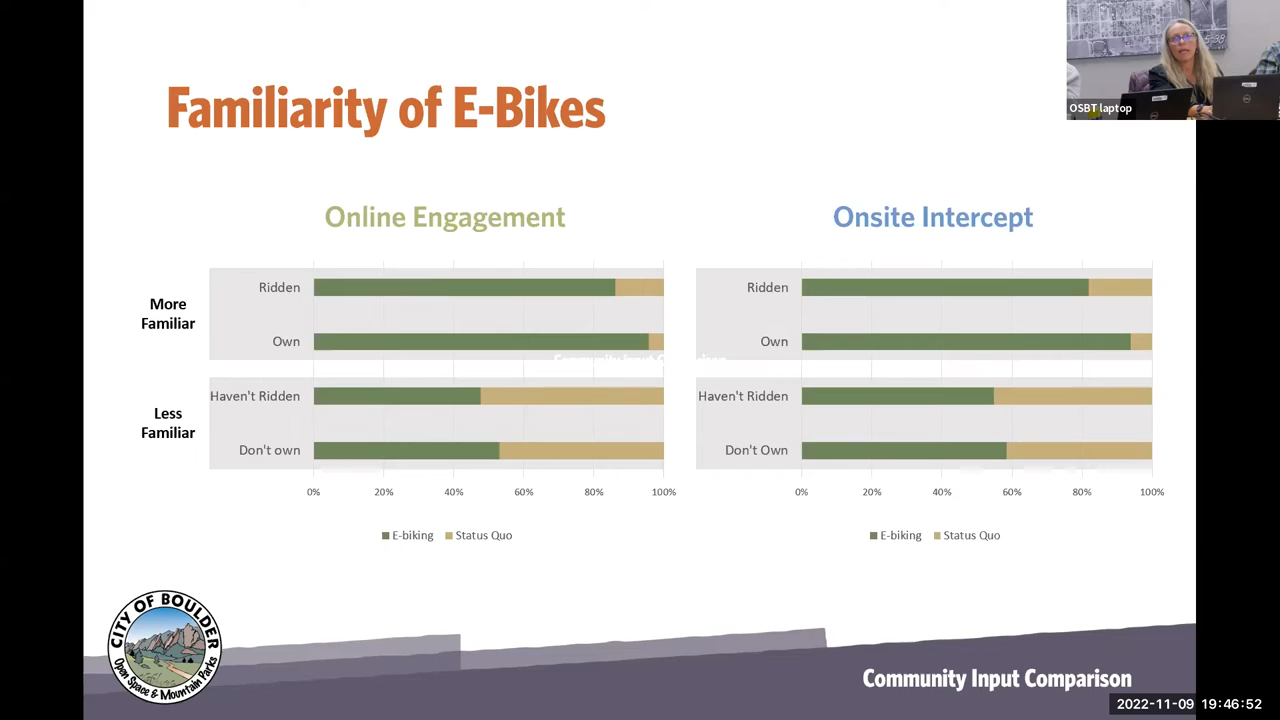 Familiarity of E-Bikes
OSBT laptop
Online Engagement
Onsite Intercept
More
Familiar
Ridden
Own
Less
Familiar
Haven't Ridden
Don't own
0% 20% 40% 60% 80% 100%
E-biking Status Quo
Ridden
Own
Haven't Ridden
Don't Own
0% 20% 40% 60% 80% 100%
E-biking Status Quo
CITY OF BOULDER
Open Space & Mountain Parks
Community Input Comparison
2022-11-09 19:46:52